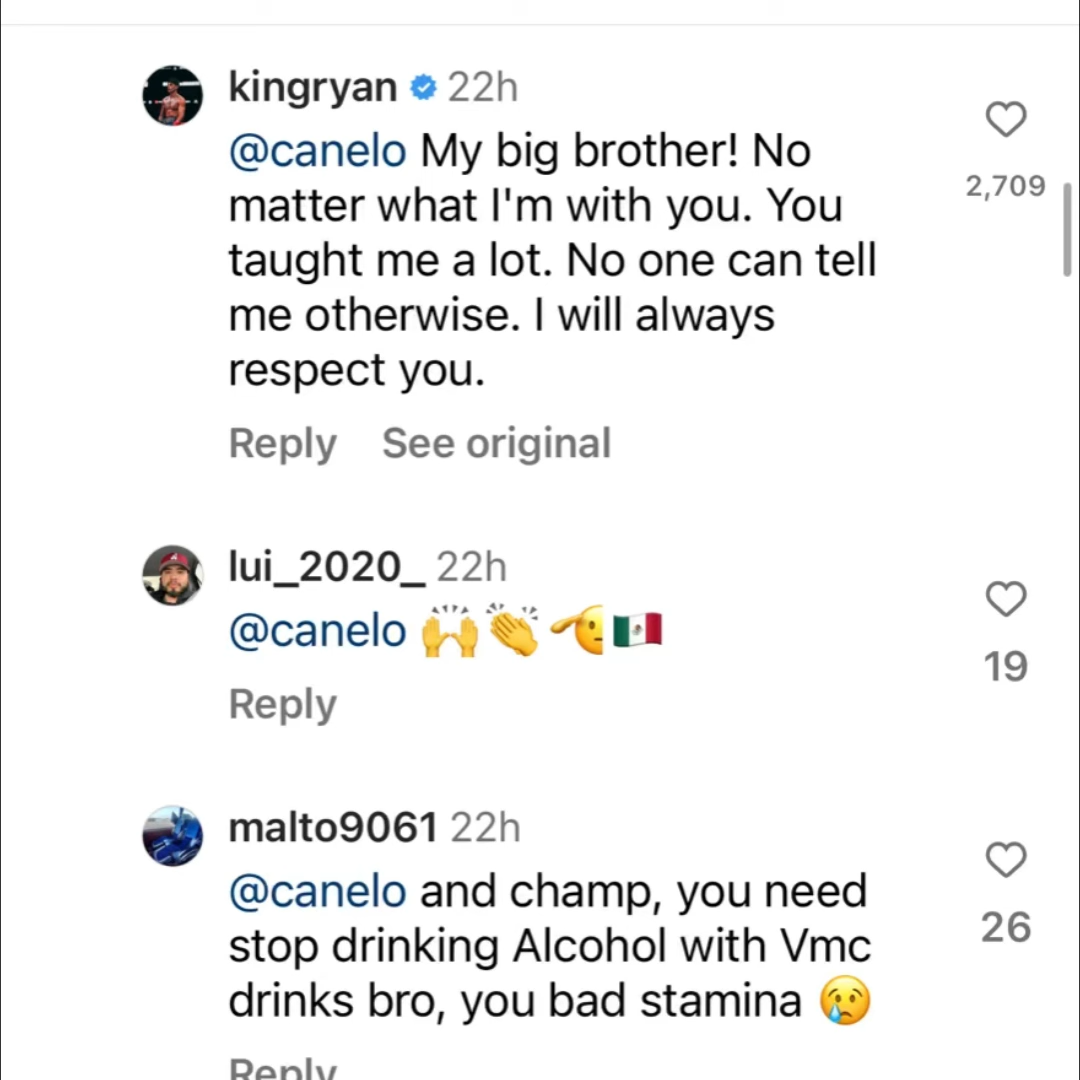 kingryan 22h
@canelo My big brother! No
matter what I'm with you. You
taught me a lot. No one can tell
me otherwise. I will always
respect you.
2,709
Reply See original
lui_2020_ 22h
@canelo 🙌👏🫡🇲🇽
19
Reply
malto9061 22h
@canelo and champ, you need
stop drinking Alcohol with Vmc
drinks bro, you bad stamina 😢
26
Reply